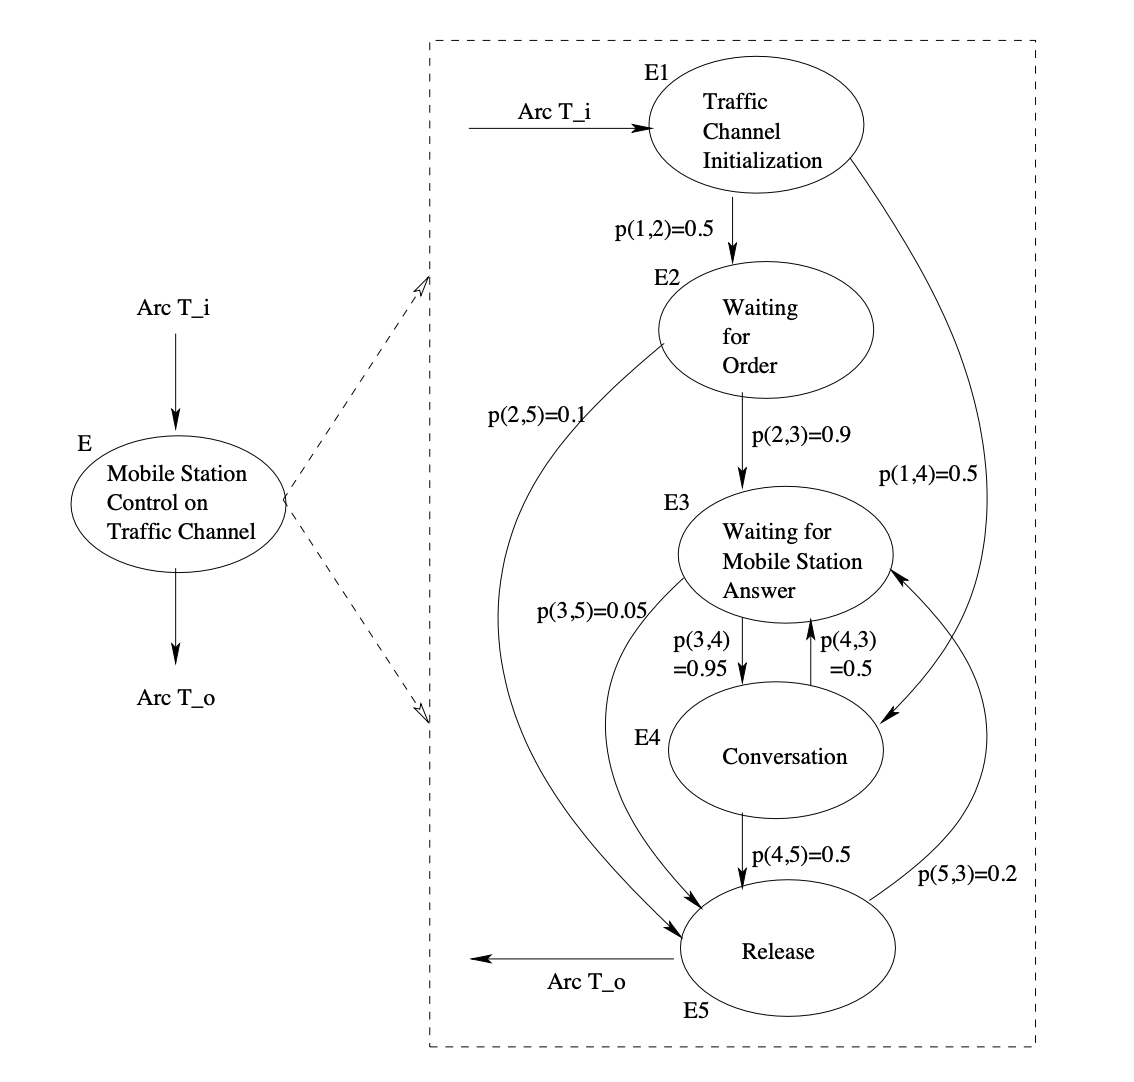 Arc T_i
E
Mobile Station
Control on
Traffic Channel
Arc T_o
E1
Arc T_i
Traffic
Channel
Initialization
p(1,2)=0.5
E2
Waiting
for
Order
p(2,5)=0.1
p(2,3)=0.9
p(1,4)=0.5
E3
Waiting for
Mobile Station
Answer
p(3,5)=0.05
p(3,4)
=0.95
p(4,3)
=0.5
E4
Conversation
p(4,5)=0.5
p(5,3)=0.2
Release
Arc T_o
E5